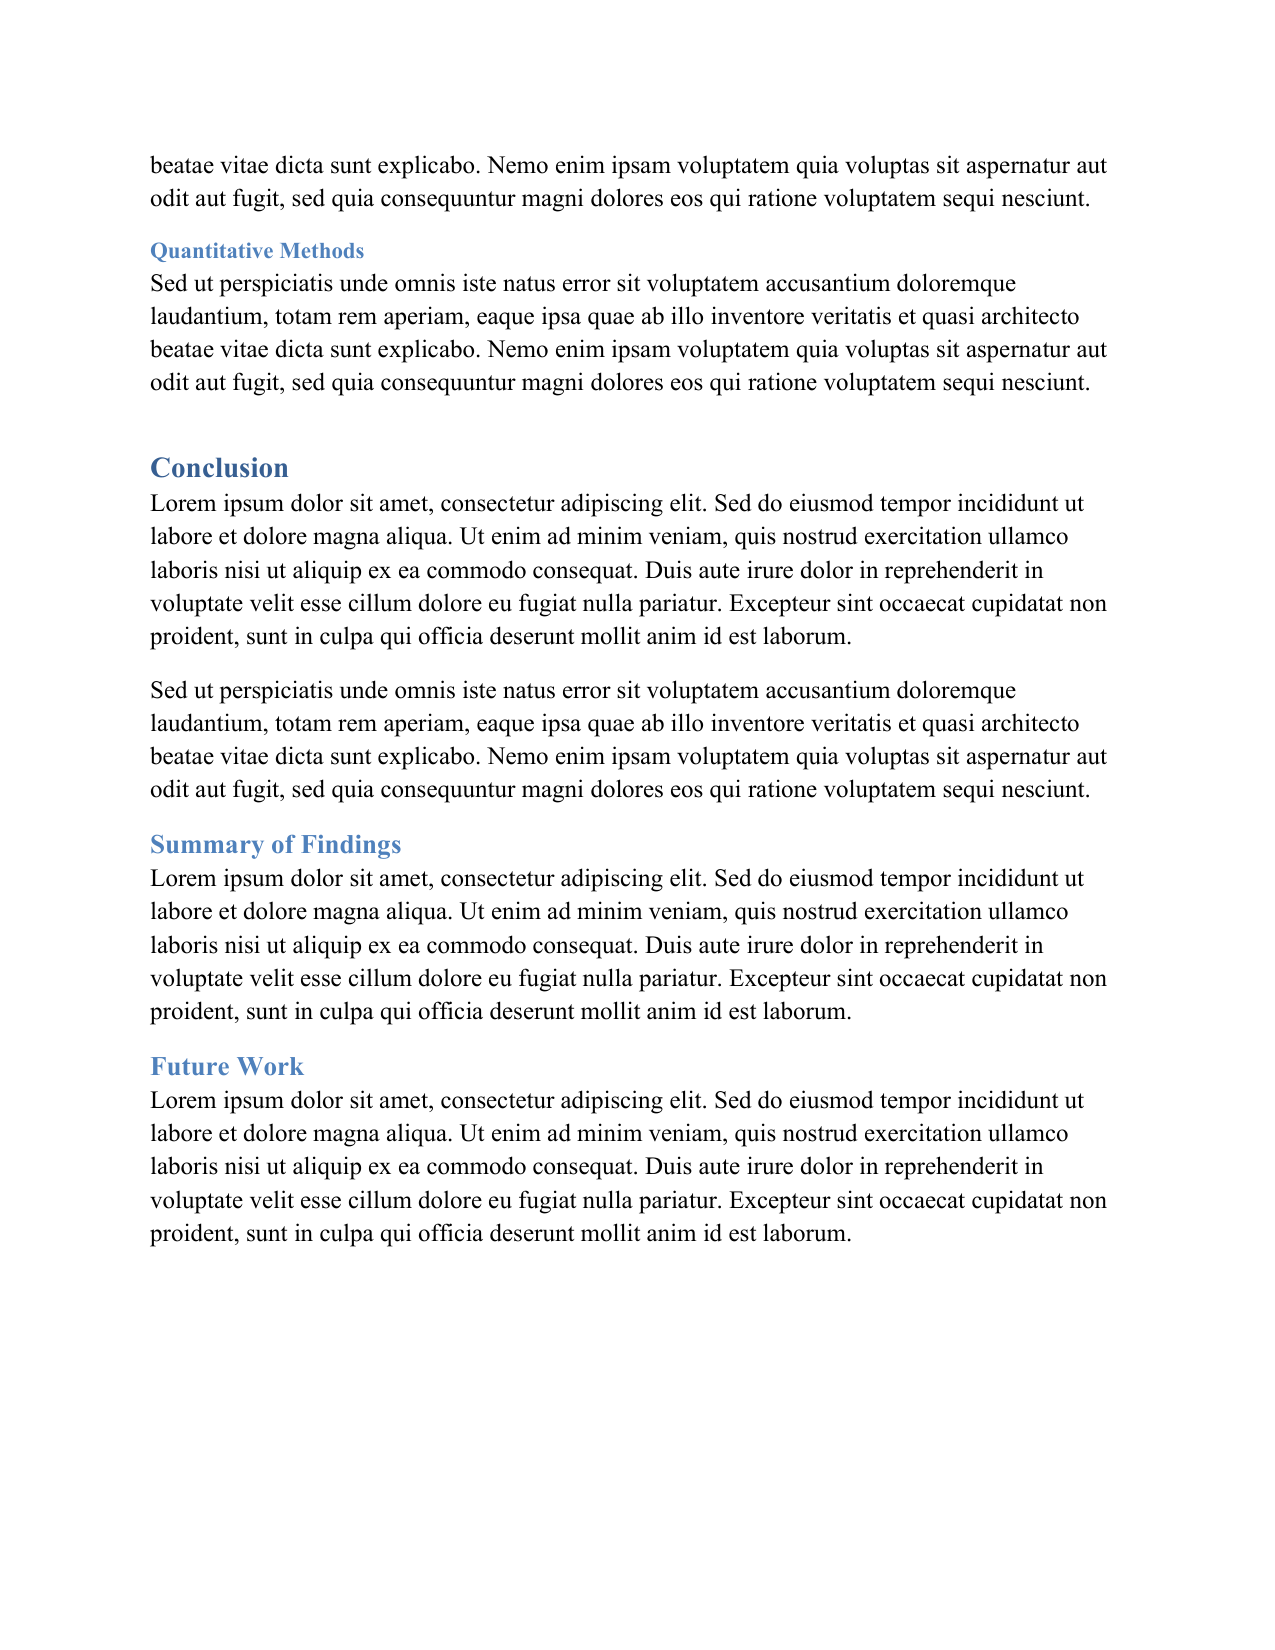 beatae vitae dicta sunt explicabo. Nemo enim ipsam voluptatem quia voluptas sit aspernatur aut
odit aut fugit, sed quia consequuntur magni dolores eos qui ratione voluptatem sequi nesciunt.
Quantitative Methods
Sed ut perspiciatis unde omnis iste natus error sit voluptatem accusantium doloremque
laudantium, totam rem aperiam, eaque ipsa quae ab illo inventore veritatis et quasi architecto
beatae vitae dicta sunt explicabo. Nemo enim ipsam voluptatem quia voluptas sit aspernatur aut
odit aut fugit, sed quia consequuntur magni dolores eos qui ratione voluptatem sequi nesciunt.
Conclusion
Lorem ipsum dolor sit amet, consectetur adipiscing elit. Sed do eiusmod tempor incididunt ut
labore et dolore magna aliqua. Ut enim ad minim veniam, quis nostrud exercitation ullamco
laboris nisi ut aliquip ex ea commodo consequat. Duis aute irure dolor in reprehenderit in
voluptate velit esse cillum dolore eu fugiat nulla pariatur. Excepteur sint occaecat cupidatat non
proident, sunt in culpa qui officia deserunt mollit anim id est laborum.
Sed ut perspiciatis unde omnis iste natus error sit voluptatem accusantium doloremque
laudantium, totam rem aperiam, eaque ipsa quae ab illo inventore veritatis et quasi architecto
beatae vitae dicta sunt explicabo. Nemo enim ipsam voluptatem quia voluptas sit aspernatur aut
odit aut fugit, sed quia consequuntur magni dolores eos qui ratione voluptatem sequi nesciunt.
Summary of Findings
Lorem ipsum dolor sit amet, consectetur adipiscing elit. Sed do eiusmod tempor incididunt ut
labore et dolore magna aliqua. Ut enim ad minim veniam, quis nostrud exercitation ullamco
laboris nisi ut aliquip ex ea commodo consequat. Duis aute irure dolor in reprehenderit in
voluptate velit esse cillum dolore eu fugiat nulla pariatur. Excepteur sint occaecat cupidatat non
proident, sunt in culpa qui officia deserunt mollit anim id est laborum.
Future Work
Lorem ipsum dolor sit amet, consectetur adipiscing elit. Sed do eiusmod tempor incididunt ut
labore et dolore magna aliqua. Ut enim ad minim veniam, quis nostrud exercitation ullamco
laboris nisi ut aliquip ex ea commodo consequat. Duis aute irure dolor in reprehenderit in
voluptate velit esse cillum dolore eu fugiat nulla pariatur. Excepteur sint occaecat cupidatat non
proident, sunt in culpa qui officia deserunt mollit anim id est laborum.